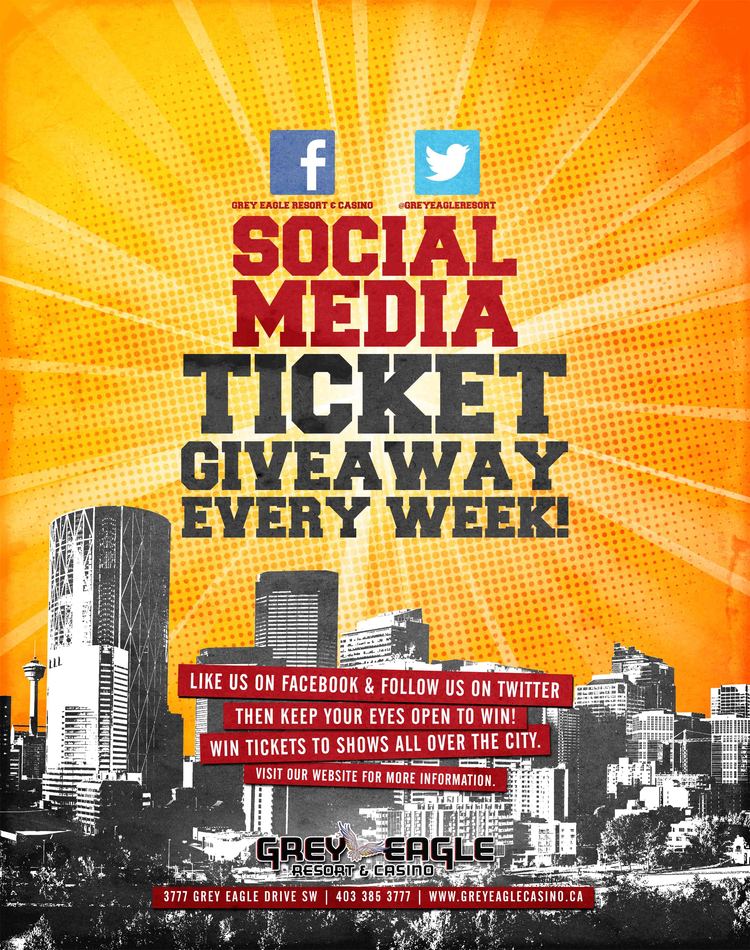 GREY EAGLE RESORT & CASINO
@GREYEAGLERESORT
SOCIAL
MEDIA
TICKET
GIVEAWAY
EVERY WEEK!
LIKE US ON FACEBOOK & FOLLOW US ON TWITTER
THEN KEEP YOUR EYES OPEN TO WIN!
WIN TICKETS TO SHOWS ALL OVER THE CITY.
VISIT OUR WEBSITE FOR MORE INFORMATION.
GREY EAGLE
RESORT & CASINO
3777 GREY EAGLE DRIVE SW | 403 385 3777 | WWW.GREYEAGLECASINO.CA